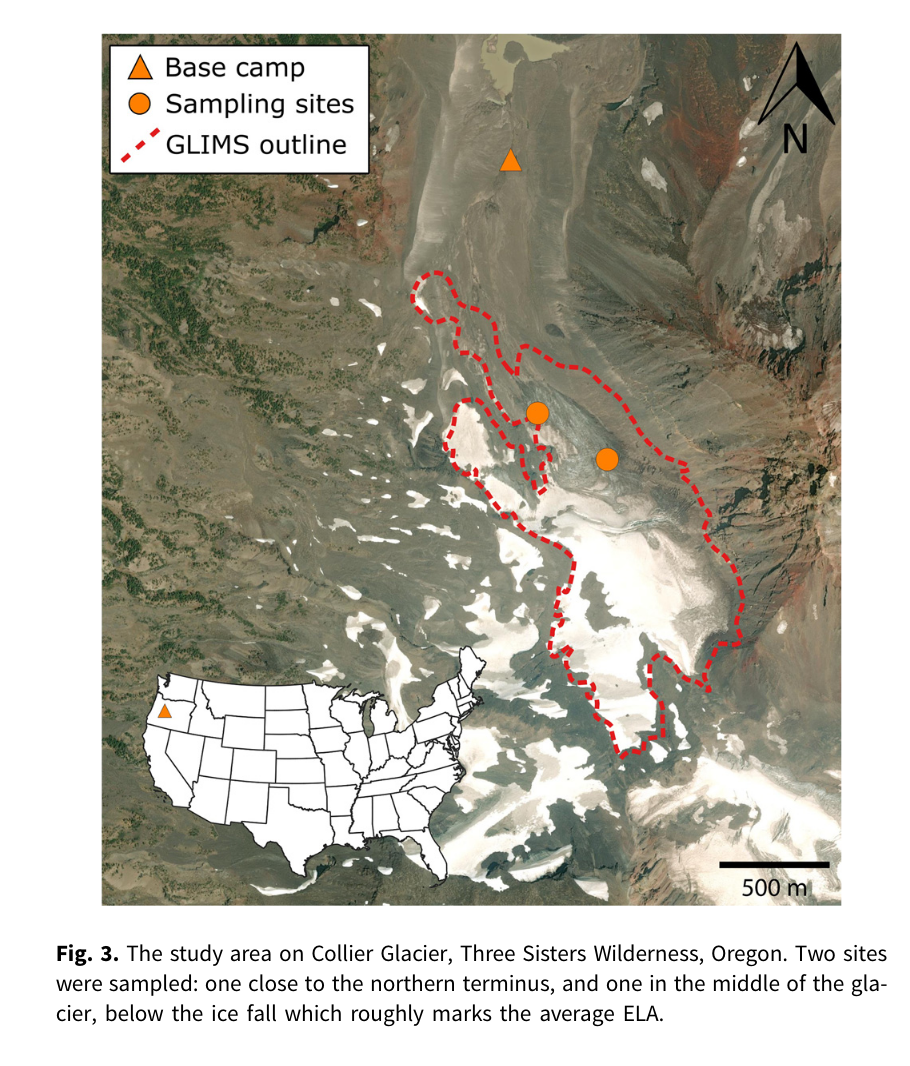 Base camp
Sampling sites
GLIMS outline
N
500 m
Fig. 3. The study area on Collier Glacier, Three Sisters Wilderness, Oregon. Two sites
were sampled: one close to the northern terminus, and one in the middle of the gla-
cier, below the ice fall which roughly marks the average ELA.